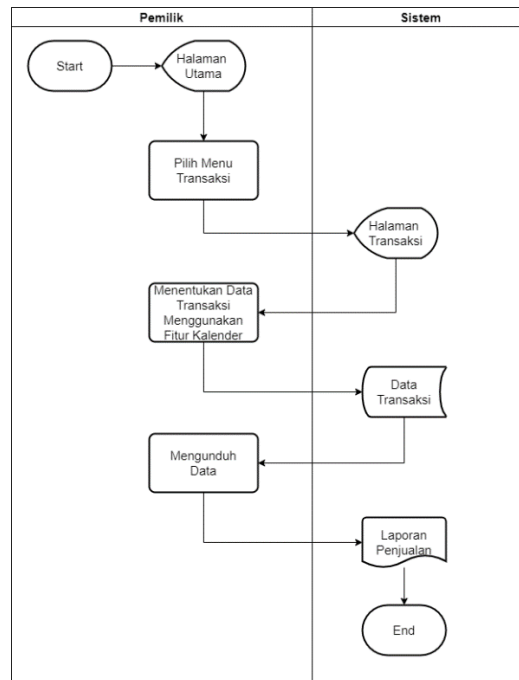 Pemilik
Sistem
Start
Halaman
Utama
Pilih Menu
Transaksi
Halaman
Transaksi
Menentukan Data
Transaksi
Menggunakan
Fitur Kalender
Data
Transaksi
Mengunduh
Data
Laporan
Penjualan
End